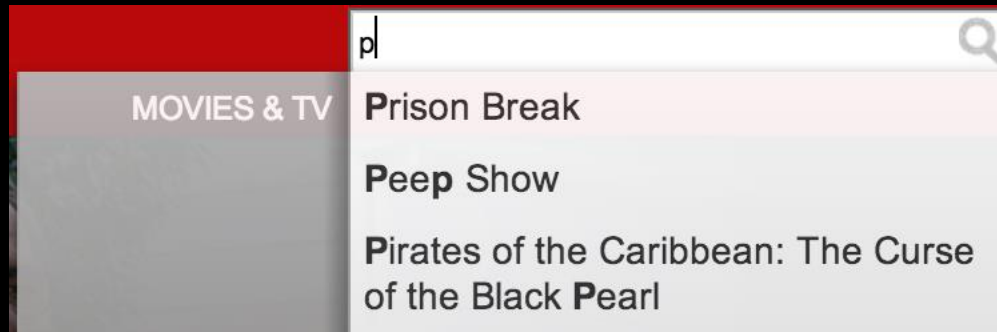 p
MOVIES & TV
Prison Break
Peep Show
Pirates of the Caribbean: The Curse
of the Black Pearl